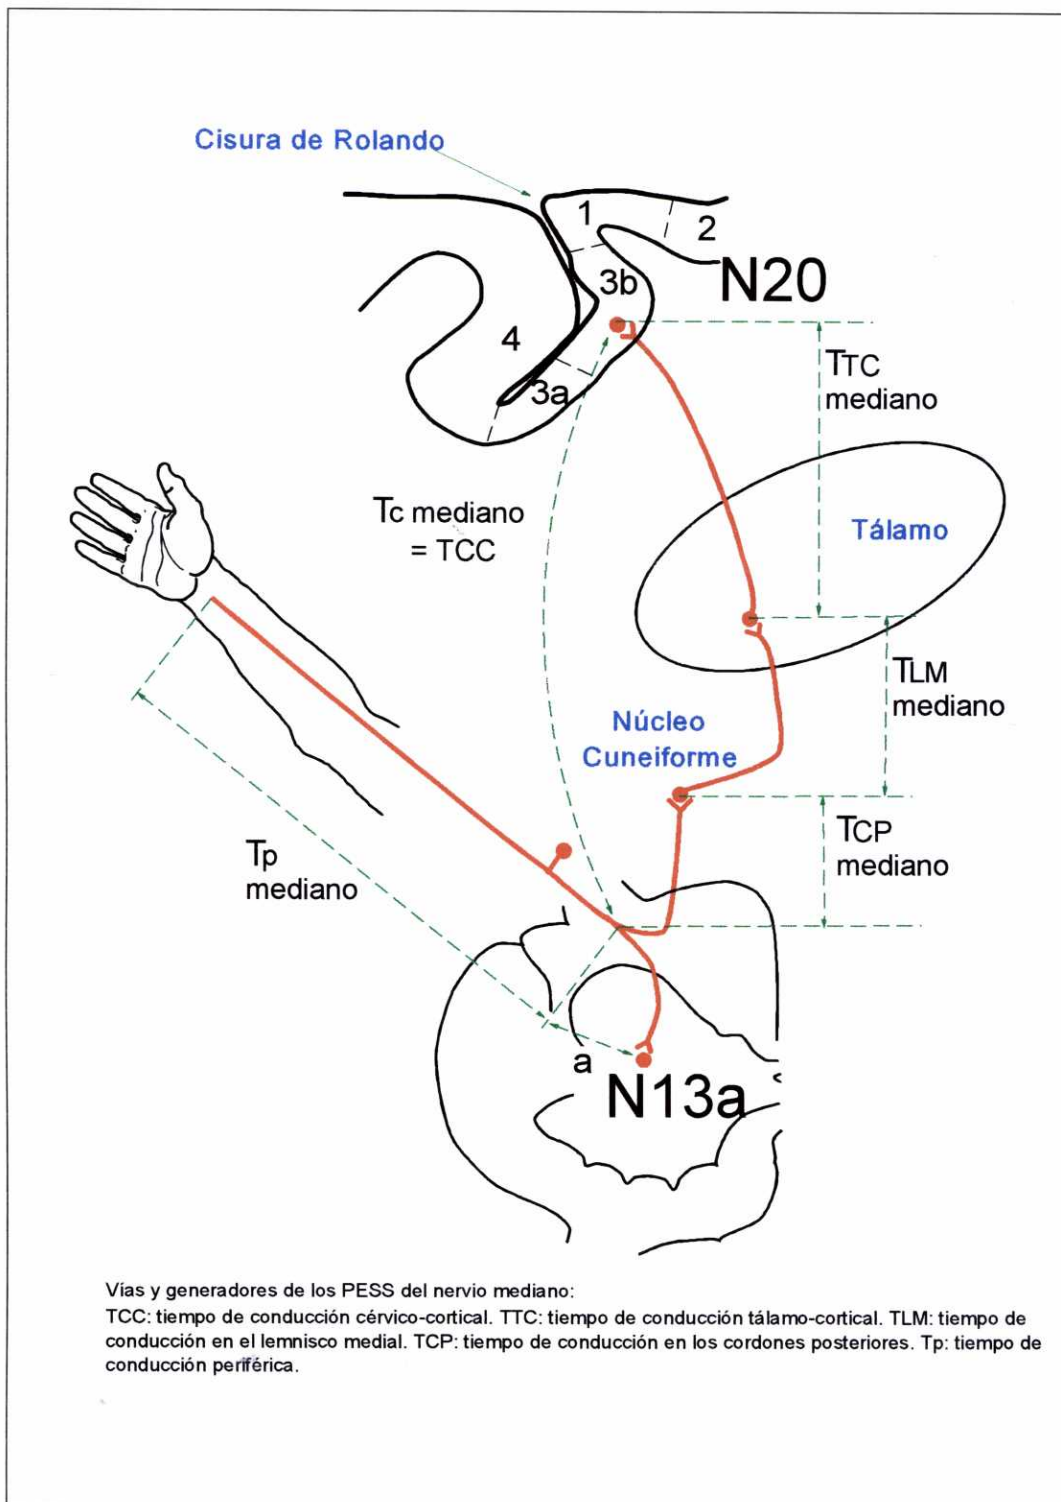 Cisura de Rolando
1
2
3b
N20
4
3a
TTC
mediano
Tc mediano
= TCC
Tálamo
TLM
mediano
Núcleo
Cuneiforme
TCP
mediano
Tp
mediano
a
N13a
Vías y generadores de los PESS del nervio mediano:
TCC: tiempo de conducción cérvico-cortical. TTC: tiempo de conducción tálamo-cortical. TLM: tiempo de
conducción en el lemnisco medial. TCP: tiempo de conducción en los cordones posteriores. Tp: tiempo de
conducción periférica.